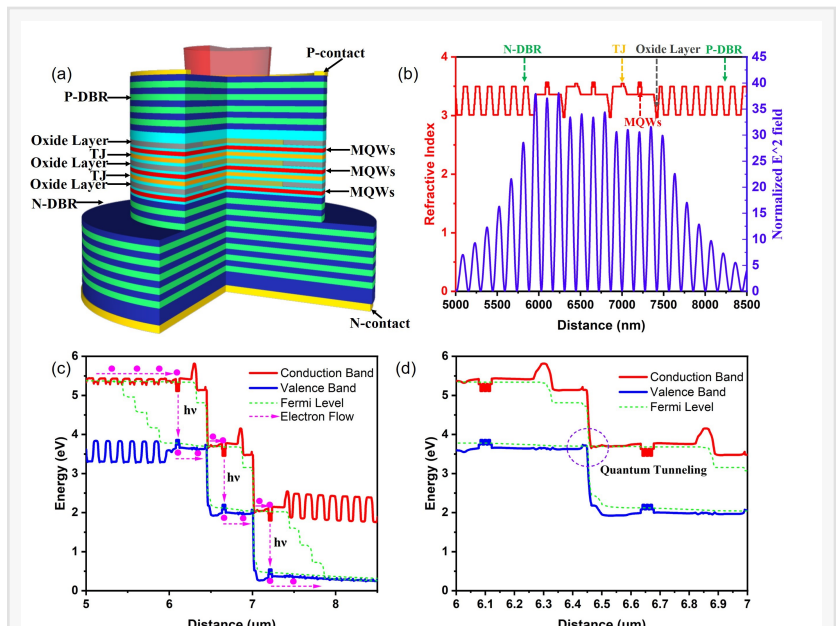 (a)
P-contact
P-DBR
Oxide Layer
TJ
Oxide Layer
TJ
Oxide Layer
N-DBR
MQWs
MQWs
MQWs
N-contact
(b)
N-DBR
TJ
Oxide Layer
P-DBR
MQWs
Refractive Index
4
3
2
1
0
Normalized E^2 field
45
40
35
30
25
20
15
10
5
0
5000 5500 6000 6500 7000 7500 8000 8500
Distance (nm)
(c)
Conduction Band
Valence Band
Fermi Level
Electron Flow
hν
hν
hν
Energy (eV)
6
5
4
3
2
1
0
5 6 7 8
Distance (μm)
(d)
Conduction Band
Valence Band
Fermi Level
Quantum Tunneling
Energy (eV)
6
5
4
3
2
1
0
6 6.1 6.2 6.3 6.4 6.5 6.6 6.7 6.8 6.9 7
Distance (μm)